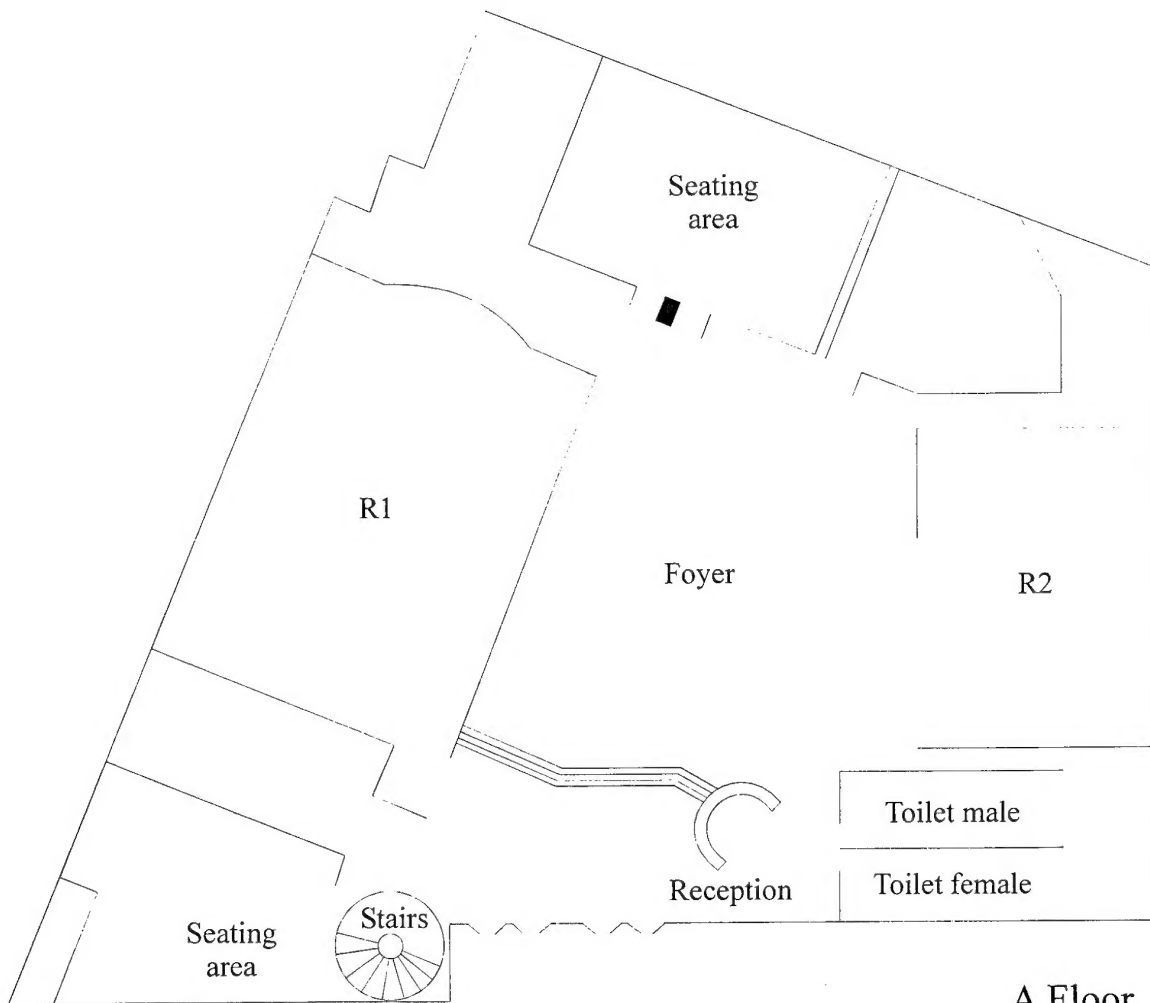 Seating
area
R1
Foyer
R2
Toilet male
Reception
Toilet female
Stairs
Seating
area
A Floor